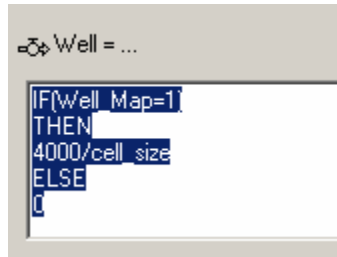 Well = ...
IF(Well_Map=1)
THEN
4000/cell_size
ELSE
0